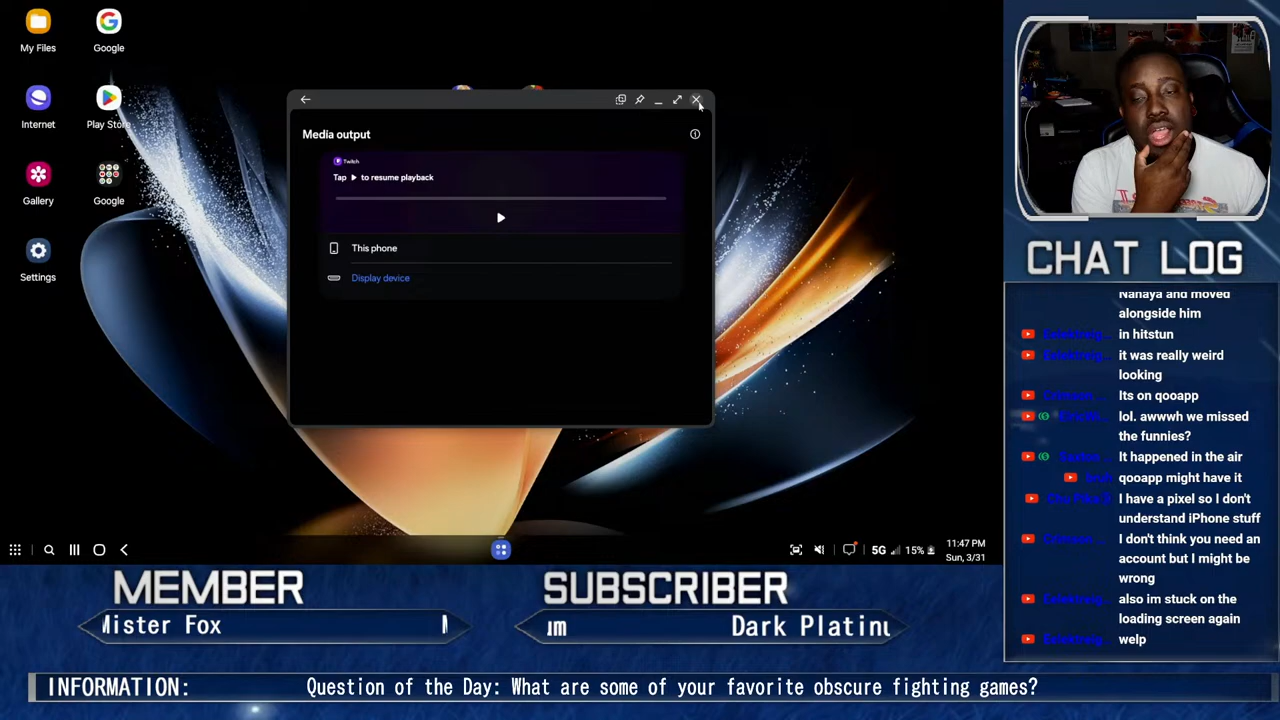 My Files
Google
Internet
Play Store
Gallery
Google
Settings
Media output
Twitch
Tap ▶ to resume playback
This phone
Display device
5G 15%
11:47 PM
Sun, 3/31
CHAT LOG
Nanaya and moved
alongside him
in hitstun
it was really weird
looking
Its on qooapp
lol. awwwh we missed
the funnies?
It happened in the air
qooapp might have it
I have a pixel so I don't
understand iPhone stuff
I don't think you need an
account but I might be
wrong
also im stuck on the
loading screen again
welp
MEMBER
Mister Fox
SUBSCRIBER
Dark Platinu
INFORMATION:
Question of the Day: What are some of your favorite obscure fighting games?